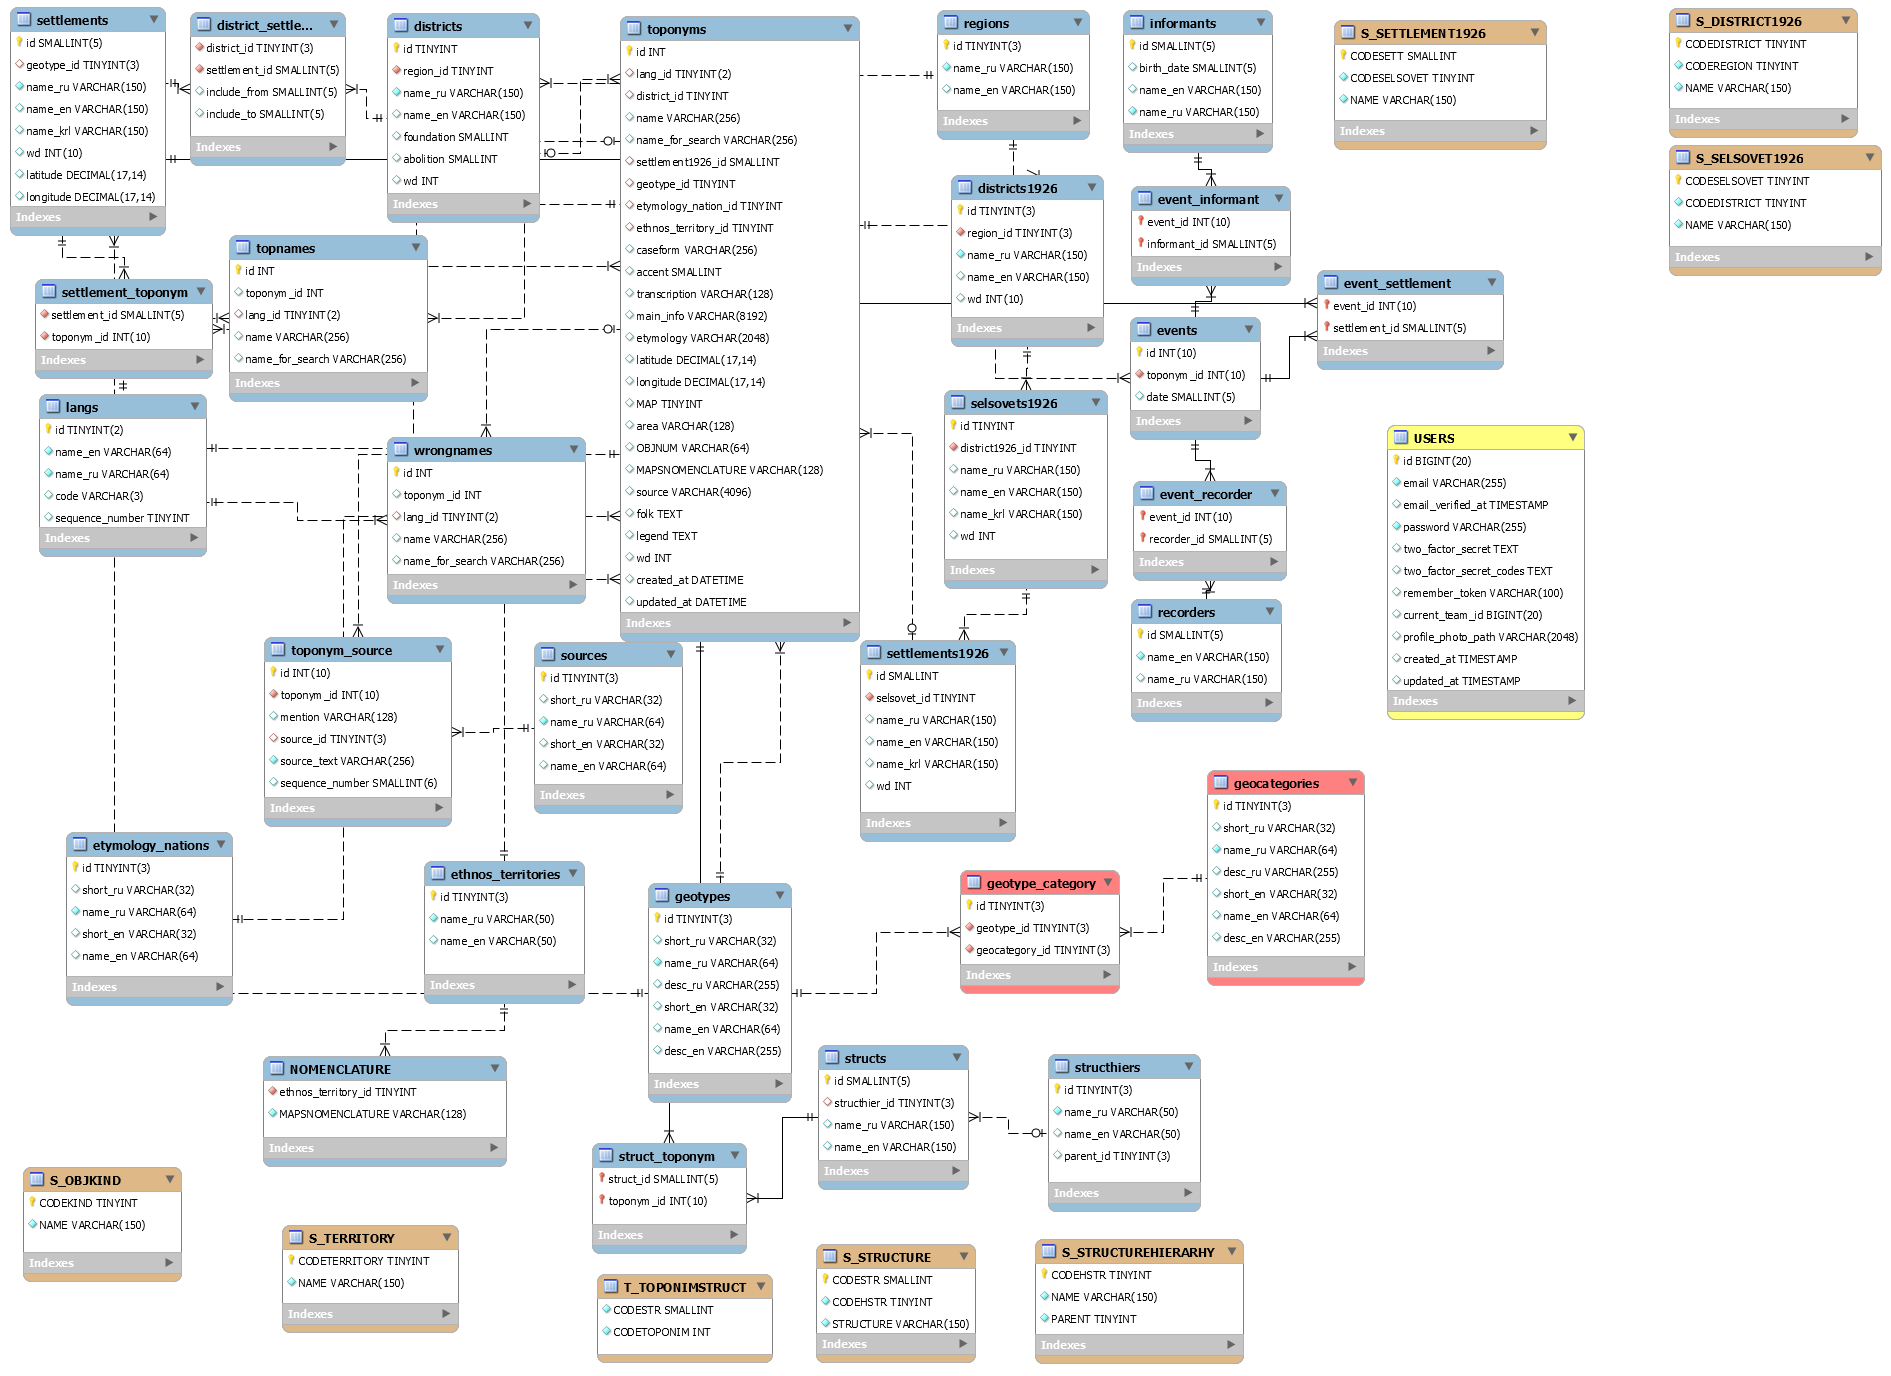 settlements
id SMALLINT(5)
geotype_id TINYINT(3)
name_ru VARCHAR(150)
name_en VARCHAR(150)
name_krl VARCHAR(150)
wd INT(10)
latitude DECIMAL(17,14)
longitude DECIMAL(17,14)
Indexes
district_settle...
district_id TINYINT(3)
settlement_id SMALLINT(5)
include_from SMALLINT(5)
include_to SMALLINT(5)
Indexes
districts
id TINYINT
region_id TINYINT
name_ru VARCHAR(150)
name_en VARCHAR(150)
foundation SMALLINT
abolition SMALLINT
wd INT
Indexes
toponyms
id INT
lang_id TINYINT(2)
district_id TINYINT
name VARCHAR(256)
name_for_search VARCHAR(256)
settlement1926_id SMALLINT
geotype_id TINYINT
etymology_nation_id TINYINT
ethnos_territory_id TINYINT
caseform VARCHAR(256)
accent SMALLINT
transcription VARCHAR(128)
main_info VARCHAR(8192)
etymology VARCHAR(2048)
latitude DECIMAL(17,14)
longitude DECIMAL(17,14)
MAP TINYINT
area VARCHAR(128)
OBJNUM VARCHAR(64)
MAPSNOMENCLATURE VARCHAR(128)
source VARCHAR(4096)
folk TEXT
legend TEXT
wd INT
created_at DATETIME
updated_at DATETIME
Indexes
regions
id TINYINT(3)
name_ru VARCHAR(150)
name_en VARCHAR(150)
Indexes
informants
id SMALLINT(5)
birth_date SMALLINT(5)
name_en VARCHAR(150)
name_ru VARCHAR(150)
Indexes
S_SETTLEMENT1926
CODESETT SMALLINT
CODESELSOVET TINYINT
NAME VARCHAR(150)
Indexes
S_DISTRICT1926
CODEDISTRICT TINYINT
CODEREGION TINYINT
NAME VARCHAR(150)
Indexes
S_SELSOVET1926
CODESELSOVET TINYINT
CODEDISTRICT TINYINT
NAME VARCHAR(150)
Indexes
districts1926
id TINYINT(3)
region_id TINYINT(3)
name_ru VARCHAR(150)
name_en VARCHAR(150)
wd INT(10)
Indexes
event_informant
event_id INT(10)
informant_id SMALLINT(5)
Indexes
topnames
id INT
toponym_id INT
lang_id TINYINT(2)
name VARCHAR(256)
name_for_search VARCHAR(256)
Indexes
settlement_toponym
settlement_id SMALLINT(5)
toponym_id INT(10)
Indexes
event_settlement
event_id INT(10)
settlement_id SMALLINT(5)
Indexes
events
id INT(10)
toponym_id INT(10)
date SMALLINT(5)
Indexes
langs
id TINYINT(2)
name_en VARCHAR(64)
name_ru VARCHAR(64)
code VARCHAR(3)
sequence_number TINYINT
Indexes
selsovets1926
id TINYINT
district1926_id TINYINT
name_ru VARCHAR(150)
name_en VARCHAR(150)
name_krl VARCHAR(150)
wd INT
Indexes
wrongnames
id INT
toponym_id INT
lang_id TINYINT(2)
name VARCHAR(256)
name_for_search VARCHAR(256)
Indexes
USERS
id BIGINT(20)
email VARCHAR(255)
email_verified_at TIMESTAMP
password VARCHAR(255)
two_factor_secret TEXT
two_factor_secret_codes TEXT
remember_token VARCHAR(100)
current_team_id BIGINT(20)
profile_photo_path VARCHAR(2048)
created_at TIMESTAMP
updated_at TIMESTAMP
Indexes
event_recorder
event_id INT(10)
recorder_id SMALLINT(5)
Indexes
recorders
id SMALLINT(5)
name_en VARCHAR(150)
name_ru VARCHAR(150)
Indexes
toponym_source
id INT(10)
toponym_id INT(10)
mention VARCHAR(128)
source_id TINYINT(3)
source_text VARCHAR(256)
sequence_number SMALLINT(6)
Indexes
sources
id TINYINT(3)
short_ru VARCHAR(32)
name_ru VARCHAR(64)
short_en VARCHAR(32)
name_en VARCHAR(64)
Indexes
settlements1926
id SMALLINT
selsovet_id TINYINT
name_ru VARCHAR(150)
name_en VARCHAR(150)
name_krl VARCHAR(150)
wd INT
Indexes
geocategories
id TINYINT(3)
short_ru VARCHAR(32)
name_ru VARCHAR(64)
desc_ru VARCHAR(255)
short_en VARCHAR(32)
name_en VARCHAR(64)
desc_en VARCHAR(255)
Indexes
etymology_nations
id TINYINT(3)
short_ru VARCHAR(32)
name_ru VARCHAR(64)
short_en VARCHAR(32)
name_en VARCHAR(64)
Indexes
ethnos_territories
id TINYINT(3)
name_ru VARCHAR(50)
name_en VARCHAR(50)
Indexes
geotypes
id TINYINT(3)
short_ru VARCHAR(32)
name_ru VARCHAR(64)
desc_ru VARCHAR(255)
short_en VARCHAR(32)
name_en VARCHAR(64)
desc_en VARCHAR(255)
Indexes
geotype_category
id TINYINT(3)
geotype_id TINYINT(3)
geocategory_id TINYINT(3)
Indexes
NOMENCLATURE
ethnos_territory_id TINYINT
MAPSNOMENCLATURE VARCHAR(128)
Indexes
structs
id SMALLINT(5)
structhier_id TINYINT(3)
name_ru VARCHAR(150)
name_en VARCHAR(150)
Indexes
structhiers
id TINYINT(3)
name_ru VARCHAR(50)
name_en VARCHAR(50)
parent_id TINYINT(3)
Indexes
struct_toponym
struct_id SMALLINT(5)
toponym_id INT(10)
Indexes
S_OBJKIND
CODEKIND TINYINT
NAME VARCHAR(150)
Indexes
S_TERRITORY
CODETERRITORY TINYINT
NAME VARCHAR(150)
Indexes
T_TOPONIMSTRUCT
CODESTR SMALLINT
CODETOPONIM INT
S_STRUCTURE
CODESTR SMALLINT
CODEHSTR TINYINT
STRUCTURE VARCHAR(150)
Indexes
S_STRUCTUREHIERARHY
CODEHSTR TINYINT
NAME VARCHAR(150)
PARENT TINYINT
Indexes